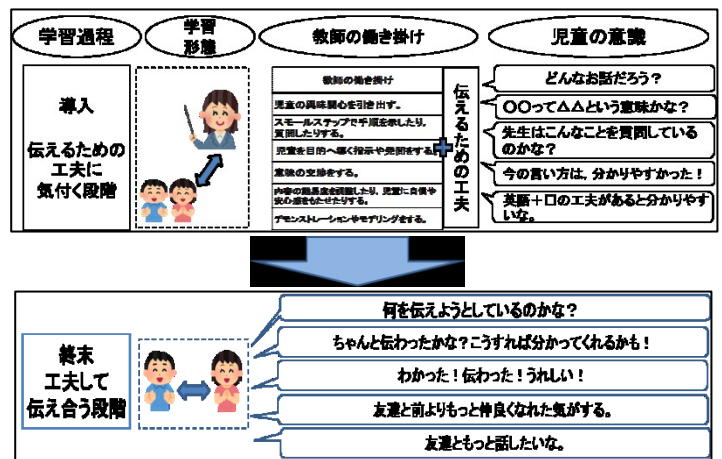 学習過程
学習
形態
教師の働き掛け
児童の意識
導入
伝えるための
工夫に
気付く段階
教師の働き掛け
児童の興味関心を引き出す。
スモールステップで手順を示したり,
質問したりする。
児童を目的へ導く指示や発問をする。
意味の交渉をする。
内容の難易度を調整したり,児童に自信や
安心感をもたせたりする。
デモンストレーションやモデリングをする。
+
伝えるための工夫
どんなお話だろう?
○○って△△という意味かな?
先生はこんなことを質問している
のかな?
今の言い方は,分かりやすかった!
英語+□の工夫があると分かりやす
いな。
終末
工夫して
伝え合う段階
何を伝えようとしているのかな?
ちゃんと伝わったかな?こうすれば分かってくれるかも!
わかった!伝わった!うれしい!
友達と前よりもっと仲良くなれた気がする。
友達ともっと話したいな。